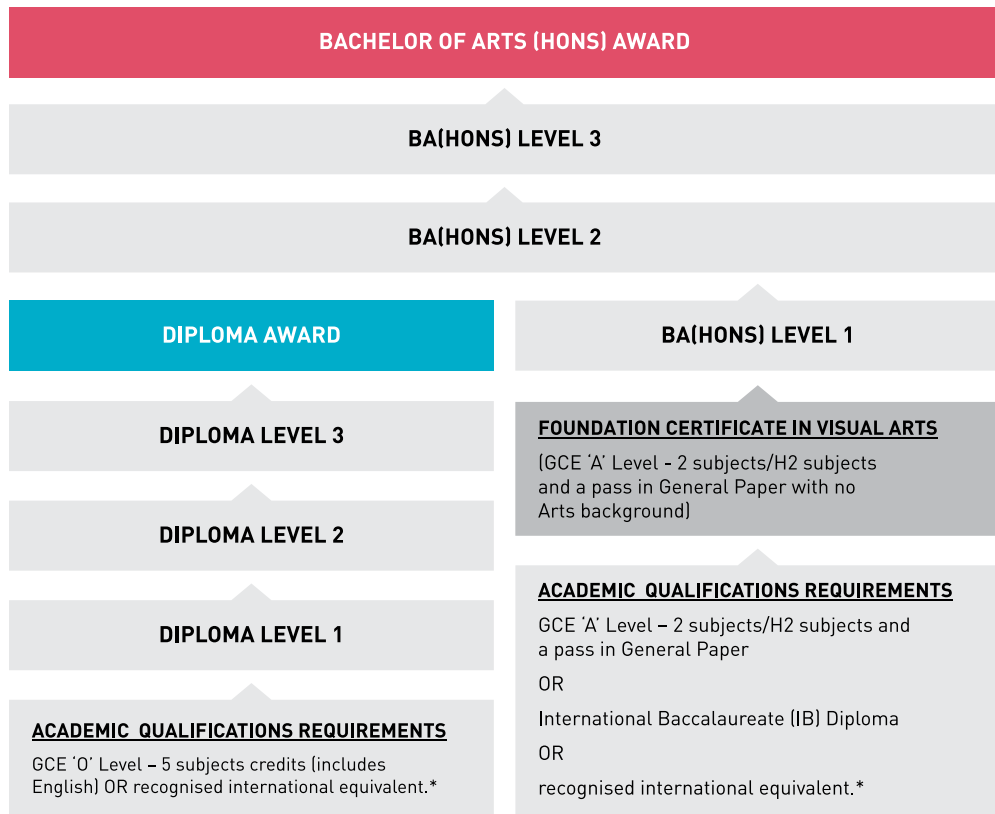 BACHELOR OF ARTS (HONS) AWARD
BA(HONS) LEVEL 3
BA(HONS) LEVEL 2
DIPLOMA AWARD
DIPLOMA LEVEL 3
DIPLOMA LEVEL 2
DIPLOMA LEVEL 1
ACADEMIC QUALIFICATIONS REQUIREMENTS
GCE ‘O’ Level – 5 subjects credits (includes
English) OR recognised international equivalent.*
BA(HONS) LEVEL 1
FOUNDATION CERTIFICATE IN VISUAL ARTS
(GCE ‘A’ Level - 2 subjects/H2 subjects
and a pass in General Paper with no
Arts background)
ACADEMIC QUALIFICATIONS REQUIREMENTS
GCE ‘A’ Level – 2 subjects/H2 subjects and
a pass in General Paper
OR
International Baccalaureate (IB) Diploma
OR
recognised international equivalent.*